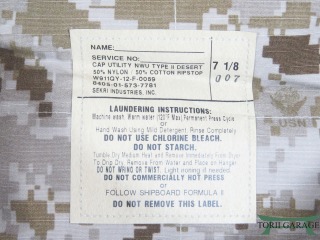 NAME:
SERVICE NO:
CAP UTILITY NWU TYPE II DESERT
50% NYLON / 50% COTTON RIPSTOP
W911QY-12-F-0089
8405-01-573-7781
SEKRI INDUSTRIES, INC.
7 1/8
007
LAUNDERING INSTRUCTIONS:
Machine wash. Warm water (120°F Max) Permanent Press Cycle
or
Hand Wash Using Mild Detergent. Rinse Completely
DO NOT USE CHLORINE BLEACH.
DO NOT STARCH.
Tumble Dry Medium Heat and Remove Immediately From Dryer
To Drip Dry, Remove From Water and Place on Hanger
DO NOT WRING OR TWIST. Light ironing if needed.
DO NOT COMMERCIALLY HOT PRESS
or
FOLLOW SHIPBOARD FORMULA II
DO NOT REMOVE THIS LABEL.
TORII GARAGE